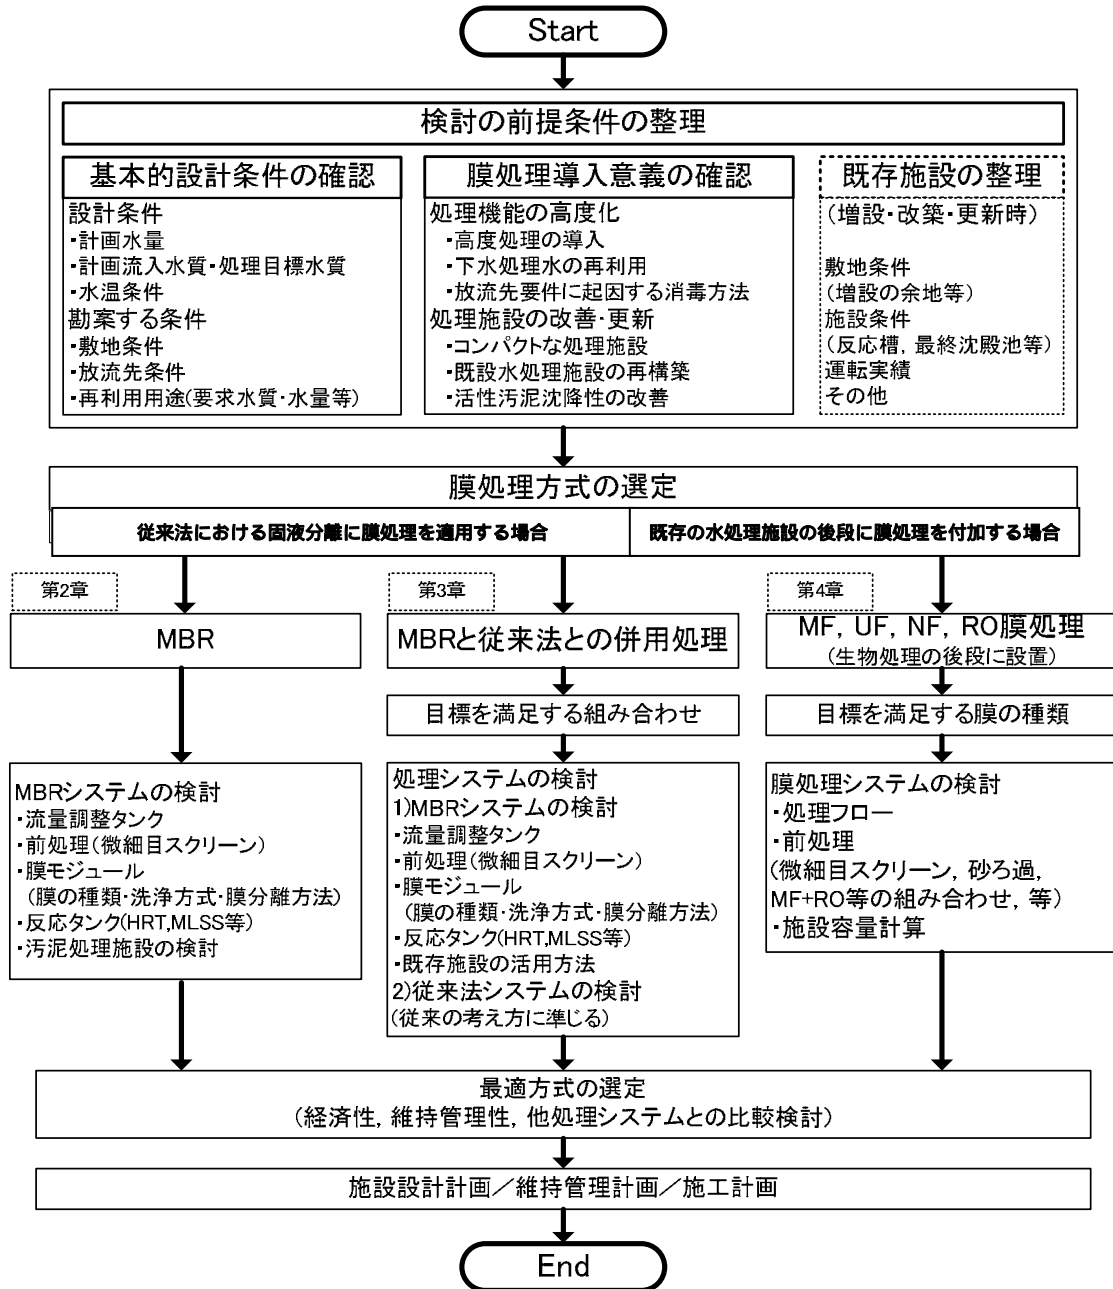 Start
検討の前提条件の整理
基本的設計条件の確認
設計条件
・計画水量
・計画流入水質・処理目標水質
・水温条件
勘案する条件
・敷地条件
・放流先条件
・再利用用途(要求水質・水量等)
膜処理導入意義の確認
処理機能の高度化
・高度処理の導入
・下水処理水の再利用
・放流先要件に起因する消毒方法
処理施設の改善・更新
・コンパクトな処理施設
・既設水処理施設の再構築
・活性汚泥沈降性の改善
既存施設の整理
(増設・改築・更新時)
敷地条件
(増設の余地等)
施設条件
(反応槽, 最終沈殿池等)
運転実績
その他
膜処理方式の選定
従来法における固液分離に膜処理を適用する場合
既存の水処理施設の後段に膜処理を付加する場合
第2章
MBR
MBRシステムの検討
・流量調整タンク
・前処理(微細目スクリーン)
・膜モジュール
(膜の種類・洗浄方式・膜分離方法)
・反応タンク(HRT,MLSS等)
・汚泥処理施設の検討
第3章
MBRと従来法との併用処理
目標を満足する組み合わせ
処理システムの検討
1)MBRシステムの検討
・流量調整タンク
・前処理(微細目スクリーン)
・膜モジュール
(膜の種類・洗浄方式・膜分離方法)
・反応タンク(HRT,MLSS等)
・既存施設の活用方法
2)従来法システムの検討
(従来の考え方に準じる)
第4章
MF, UF, NF, RO膜処理
(生物処理の後段に設置)
目標を満足する膜の種類
膜処理システムの検討
・処理フロー
・前処理
(微細目スクリーン, 砂ろ過,
MF+RO等の組み合わせ, 等)
・施設容量計算
最適方式の選定
(経済性, 維持管理性, 他処理システムとの比較検討)
施設設計計画／維持管理計画／施工計画
End